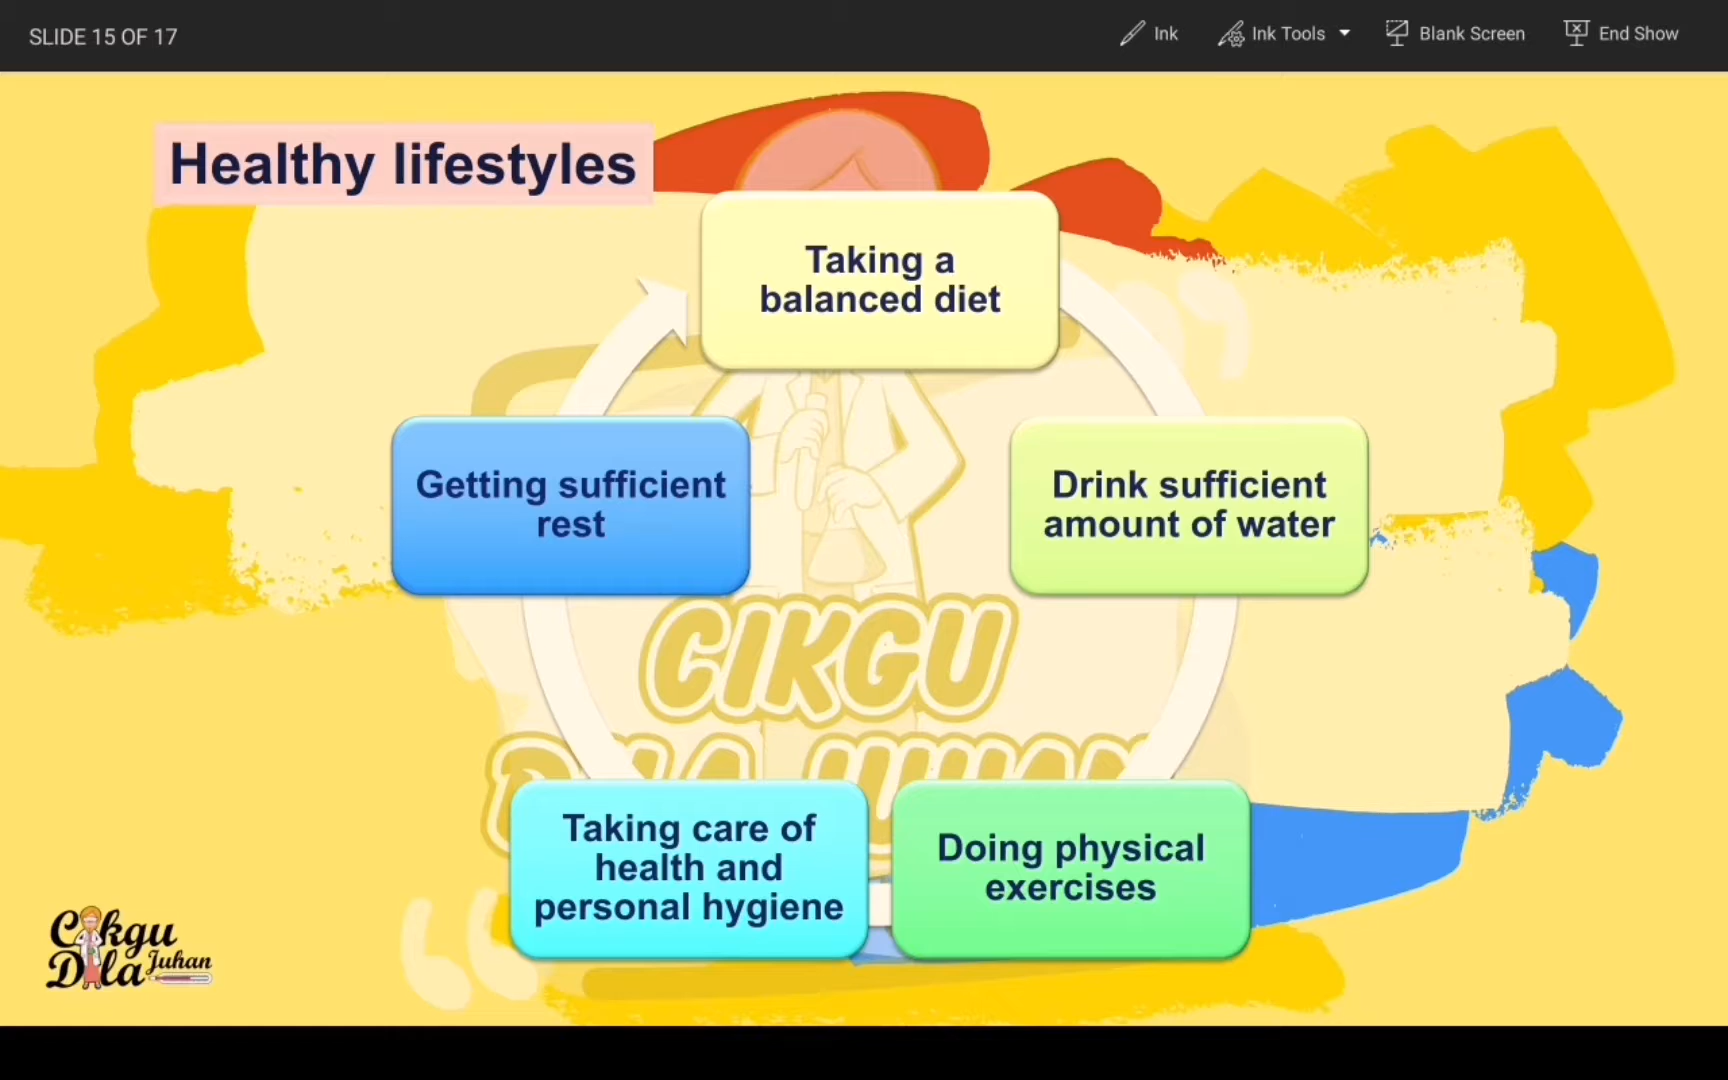 SLIDE 15 OF 17
Ink
Ink Tools
Blank Screen
End Show
Healthy lifestyles
Taking a
balanced diet
Getting sufficient
rest
Drink sufficient
amount of water
CIKGU
DILA JUHAN
Taking care of
health and
personal hygiene
Doing physical
exercises
Cikgu
Dila Juhan